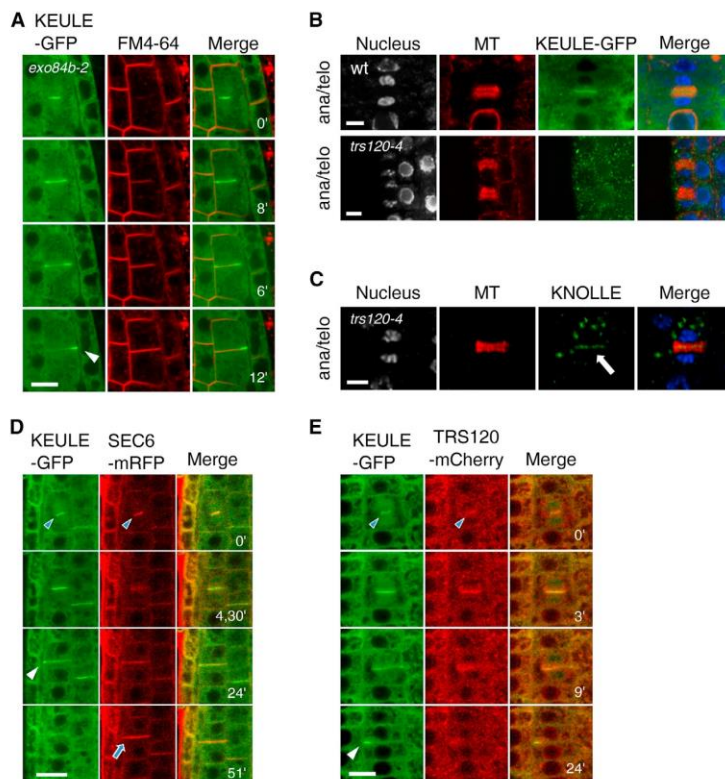 A KEULE
-GFP FM4-64 Merge
exo84b-2
0'
8'
6'
12'
B
Nucleus MT KEULE-GFP Merge
ana/telo wt
ana/telo trs120-4
C
Nucleus MT KNOLLE Merge
ana/telo trs120-4
D
KEULE SEC6
-GFP -mRFP Merge
0'
4,30'
24'
51'
E
KEULE TRS120
-GFP -mCherry Merge
0'
3'
9'
24'